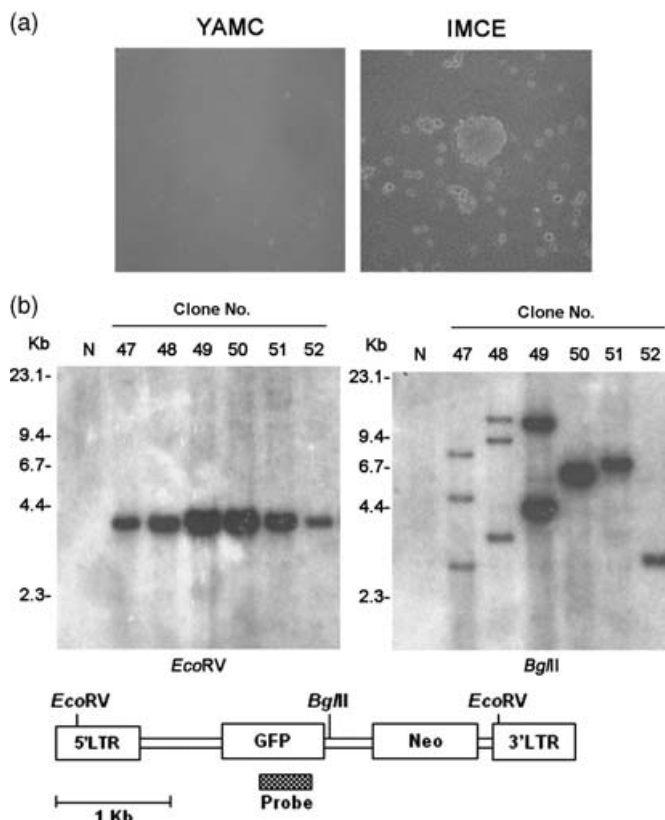 (a)
YAMC IMCE
(b)
Clone No. Clone No.
Kb N 47 48 49 50 51 52 Kb N 47 48 49 50 51 52
23.1- 23.1-
9.4- 9.4-
6.7- 6.7-
4.4- 4.4-
2.3- 2.3-
EcoRV BglII
EcoRV BglII EcoRV
5'LTR GFP Neo 3'LTR
Probe
1 Kb